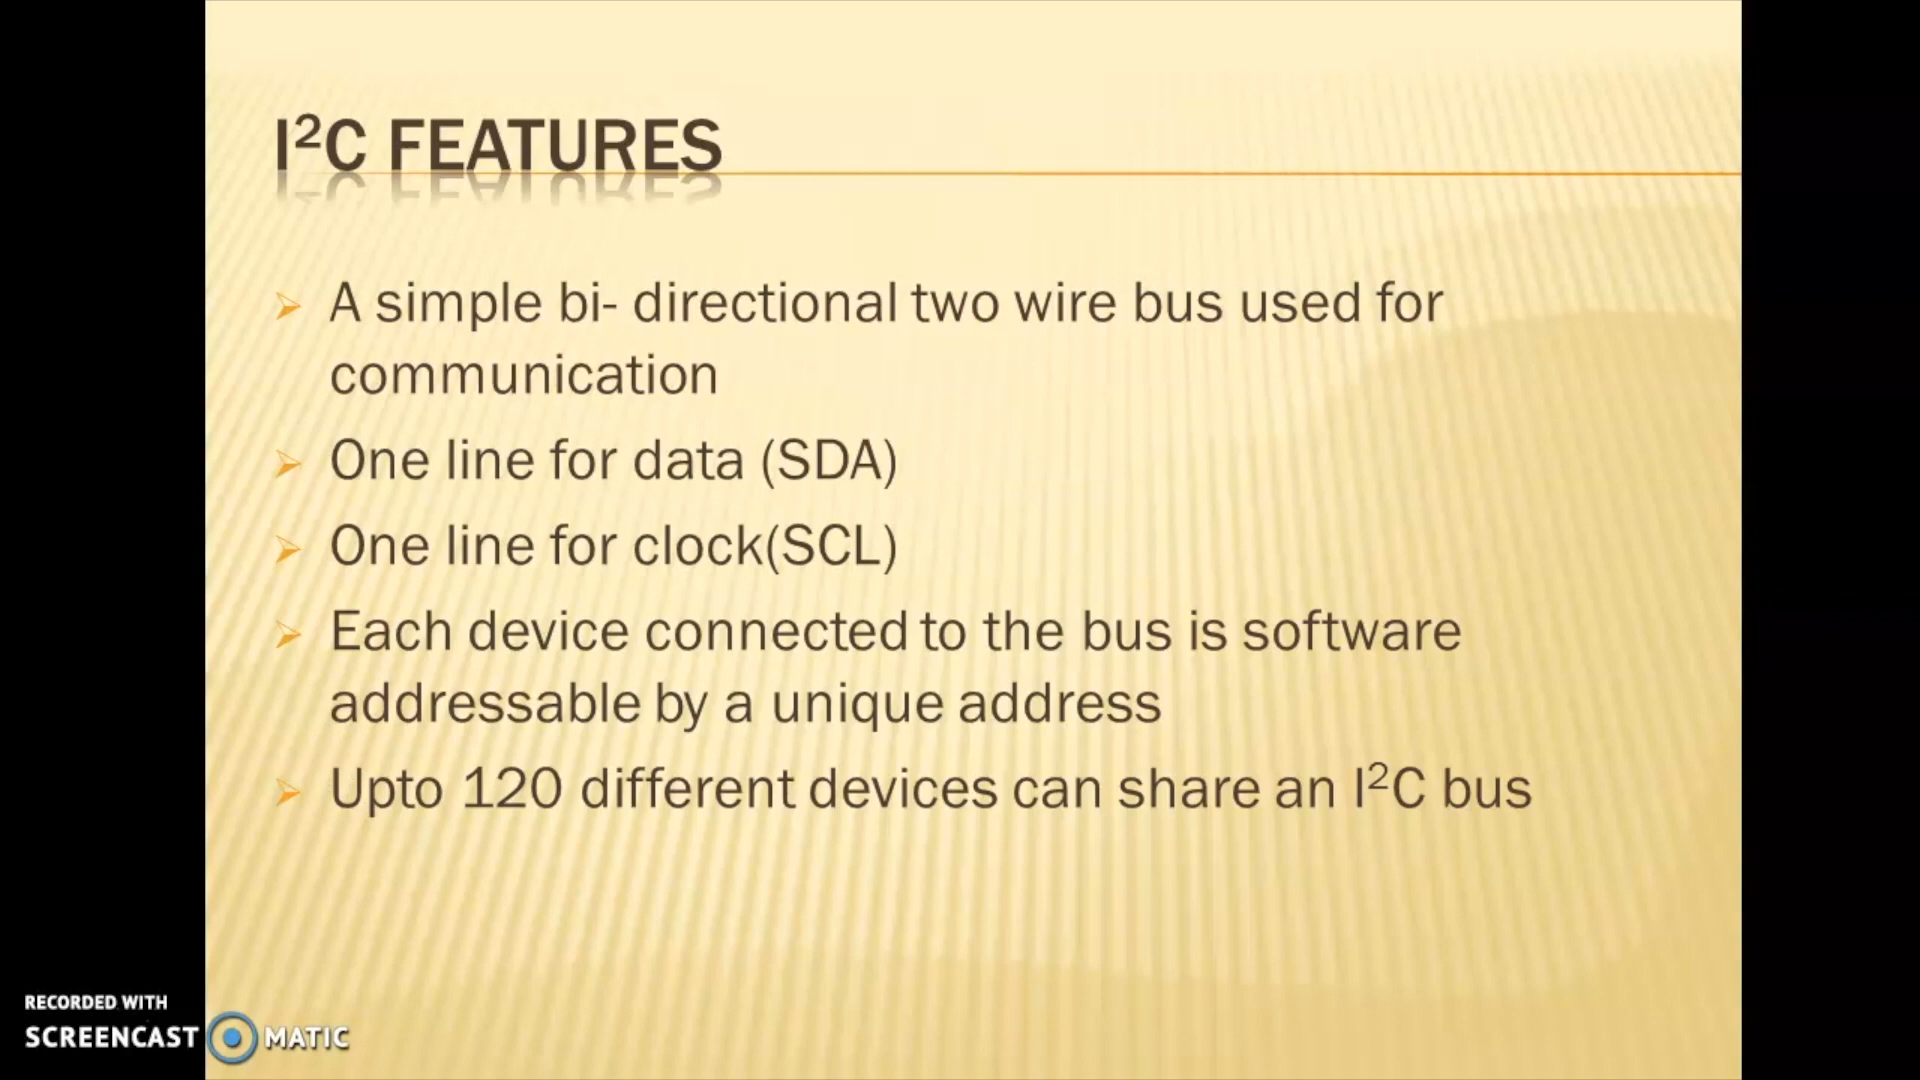 I²C FEATURES
A simple bi- directional two wire bus used for
communication
One line for data (SDA)
One line for clock(SCL)
Each device connected to the bus is software
addressable by a unique address
Upto 120 different devices can share an I²C bus
RECORDED WITH
SCREENCAST MATIC